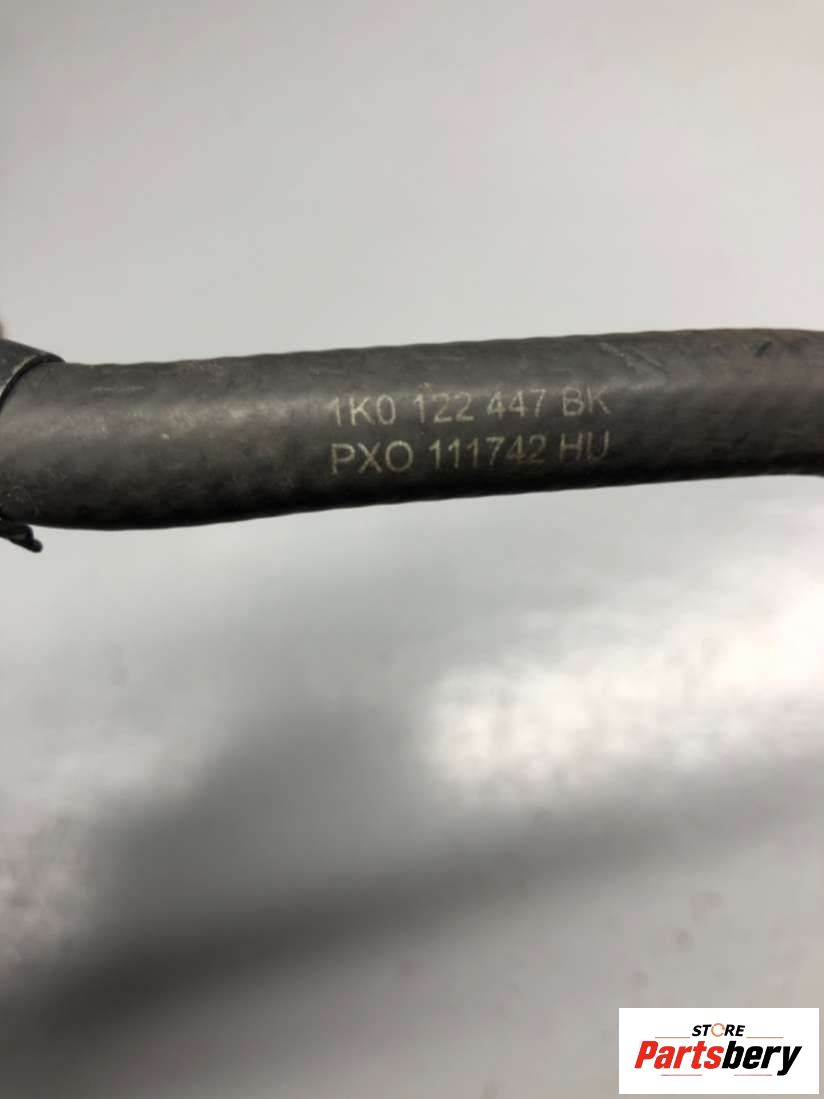 1K0 122 447 BK
PXO 111742 HU
STORE
Partsbery